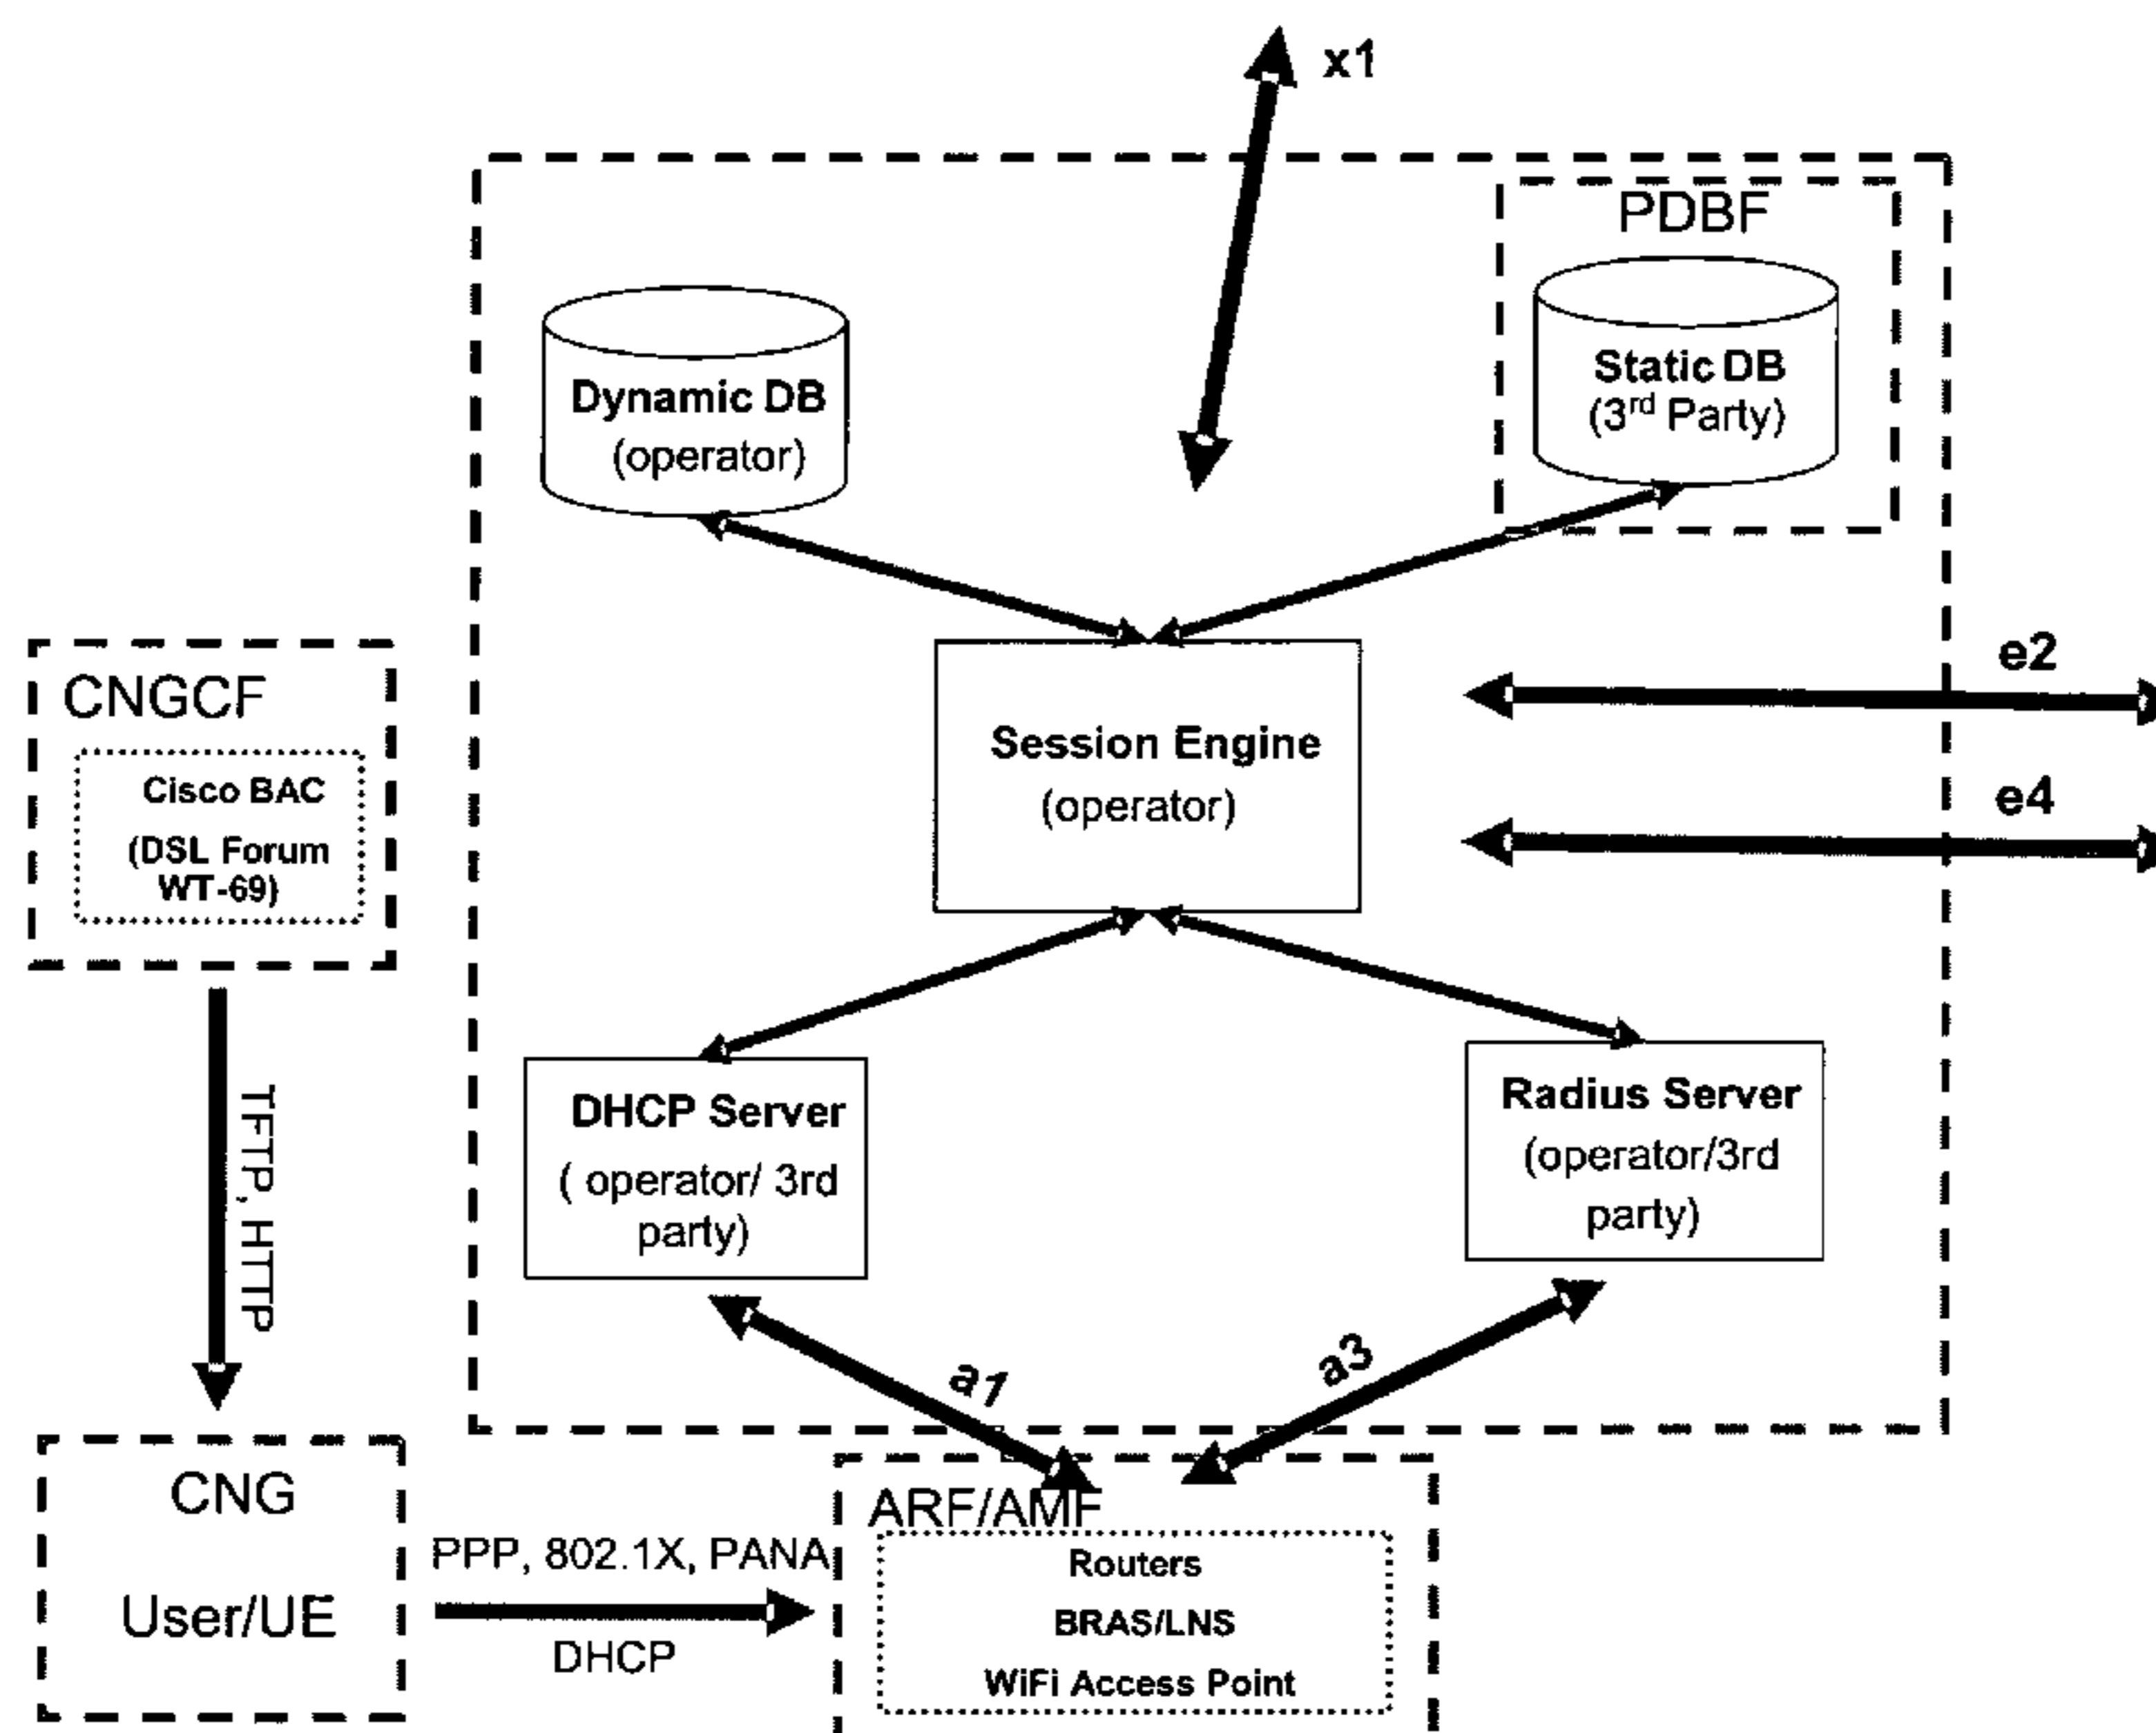 x1
PDBF
Static DB
(3rd Party)
Dynamic DB
(operator)
CNGCF
Cisco BAC
(DSL Forum
WT-69)
Session Engine
(operator)
e2
e4
TFTP, HTTP
DHCP Server
( operator/ 3rd
party)
Radius Server
(operator/3rd
party)
a1
a3
CNG
User/UE
PPP, 802.1X, PANA
DHCP
ARF/AMF
Routers
BRAS/LNS
WiFi Access Point